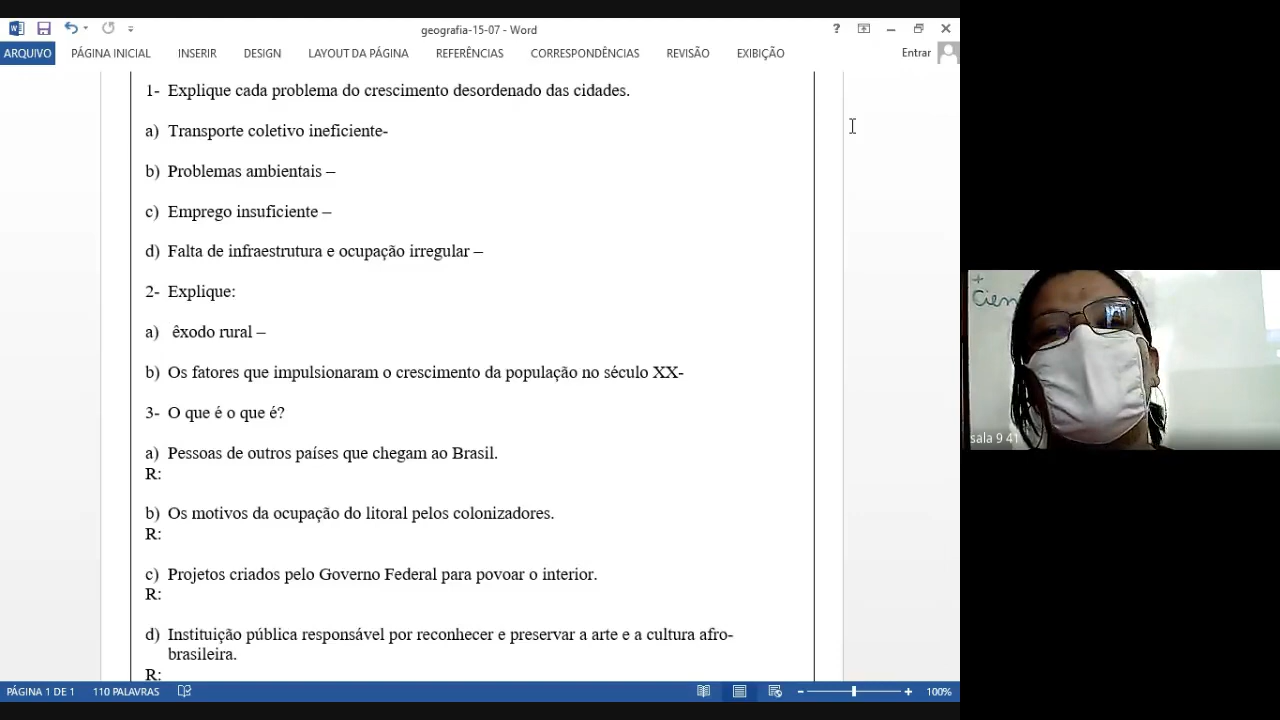 geografia-15-07 - Word
ARQUIVO PÁGINA INICIAL INSERIR DESIGN LAYOUT DA PÁGINA REFERÊNCIAS CORRESPONDÊNCIAS REVISÃO EXIBIÇÃO Entrar
1- Explique cada problema do crescimento desordenado das cidades.
a) Transporte coletivo ineficiente-
b) Problemas ambientais –
c) Emprego insuficiente –
d) Falta de infraestrutura e ocupação irregular –
2- Explique:
a) êxodo rural –
b) Os fatores que impulsionaram o crescimento da população no século XX-
3- O que é o que é?
a) Pessoas de outros países que chegam ao Brasil.
R:
b) Os motivos da ocupação do litoral pelos colonizadores.
R:
c) Projetos criados pelo Governo Federal para povoar o interior.
R:
d) Instituição pública responsável por reconhecer e preservar a arte e a cultura afro-
brasileira.
R:
PÁGINA 1 DE 1 110 PALAVRAS 100%
+
Cien
sala 9 41